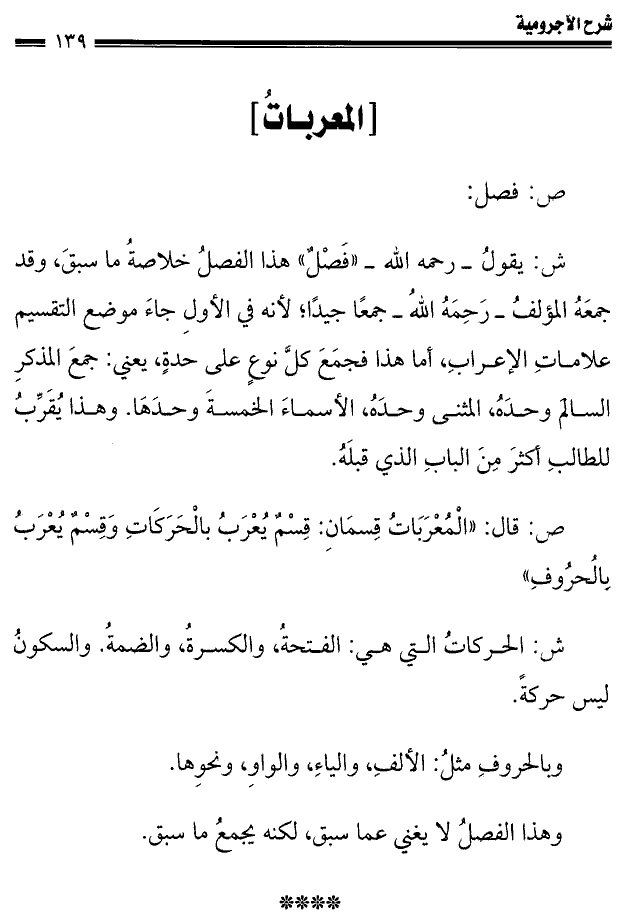 شرح الآجرومية
١٣٩
[المعرباتُ]
ص: فصل:
ش: يقولُ ـ رحمه الله ـ «فَصْلٌ» هذا الفصلُ خلاصةُ ما سبقَ، وقد
جمعَهُ المؤلفُ ـ رَحِمَهُ اللهُ ـ جمعًا جيدًا؛ لأنه في الأولِ جاءَ موضع التقسيم
علاماتِ الإعرابِ، أما هذا فجمَعَ كلَّ نوعٍ على حدةٍ، يعني: جمعَ المذكرِ
السالمَ وحدَهُ، المثنى وحدَهُ، الأسماءَ الخمسةَ وحدَهَا. وهذا يُقَرِّبُ
للطالبِ أكثرَ مِنَ البابِ الذي قبلَهُ.
ص: قال: «الْمُعْرَبَاتُ قِسمَانِ: قِسْمٌ يُعْرَبُ بالْحَرَكَاتِ وَقِسْمٌ يُعْرَبُ
بِالْحُرُوفِ»
ش: الحركاتُ التي هي: الفتحةُ، والكسرةُ، والضمةُ. والسكونُ
ليس حركةً.
وبالحروفِ مثلُ: الألفِ، والياءِ، والواوِ، ونحوِها.
وهذا الفصلُ لا يغني عما سبق، لكنه يجمعُ ما سبق.
****